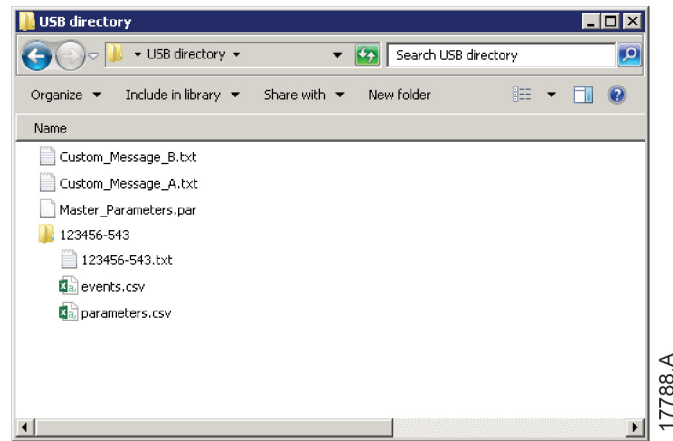 USB directory
USB directory
Search USB directory
Organize Include in library Share with New folder
Name
Custom_Message_B.txt
Custom_Message_A.txt
Master_Parameters.par
123456-543
123456-543.txt
events.csv
parameters.csv
17788.A